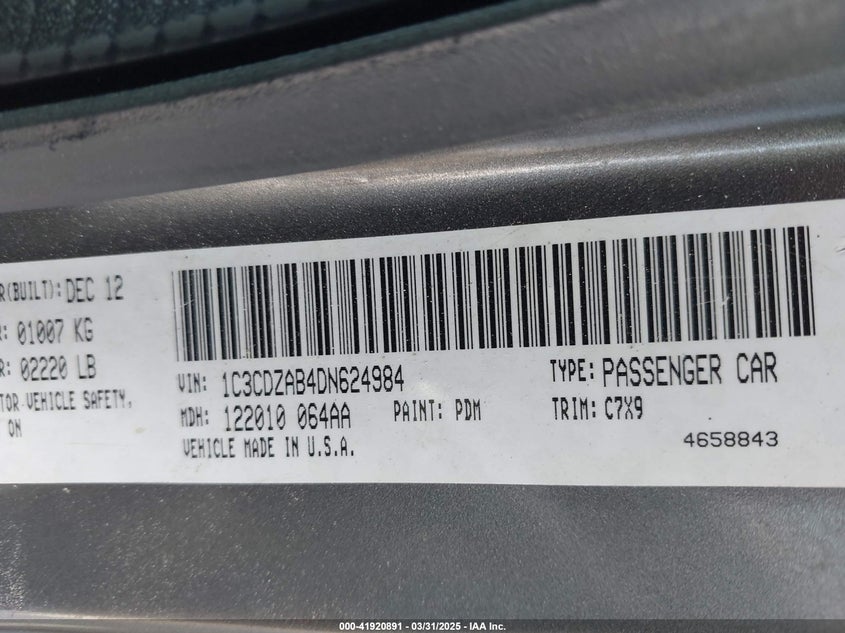 R(BUILT): DEC 12
R: 01007 KG
R: 02220 LB
TOR VEHICLE SAFETY,
ON
VIN: 1C3CDZAB4DN624984
TYPE: PASSENGER CAR
MDH: 122010 064AA
PAINT: PDM
TRIM: C7X9
VEHICLE MADE IN U.S.A.
4658843
000-41920891 - 03/31/2025 - IAA Inc.